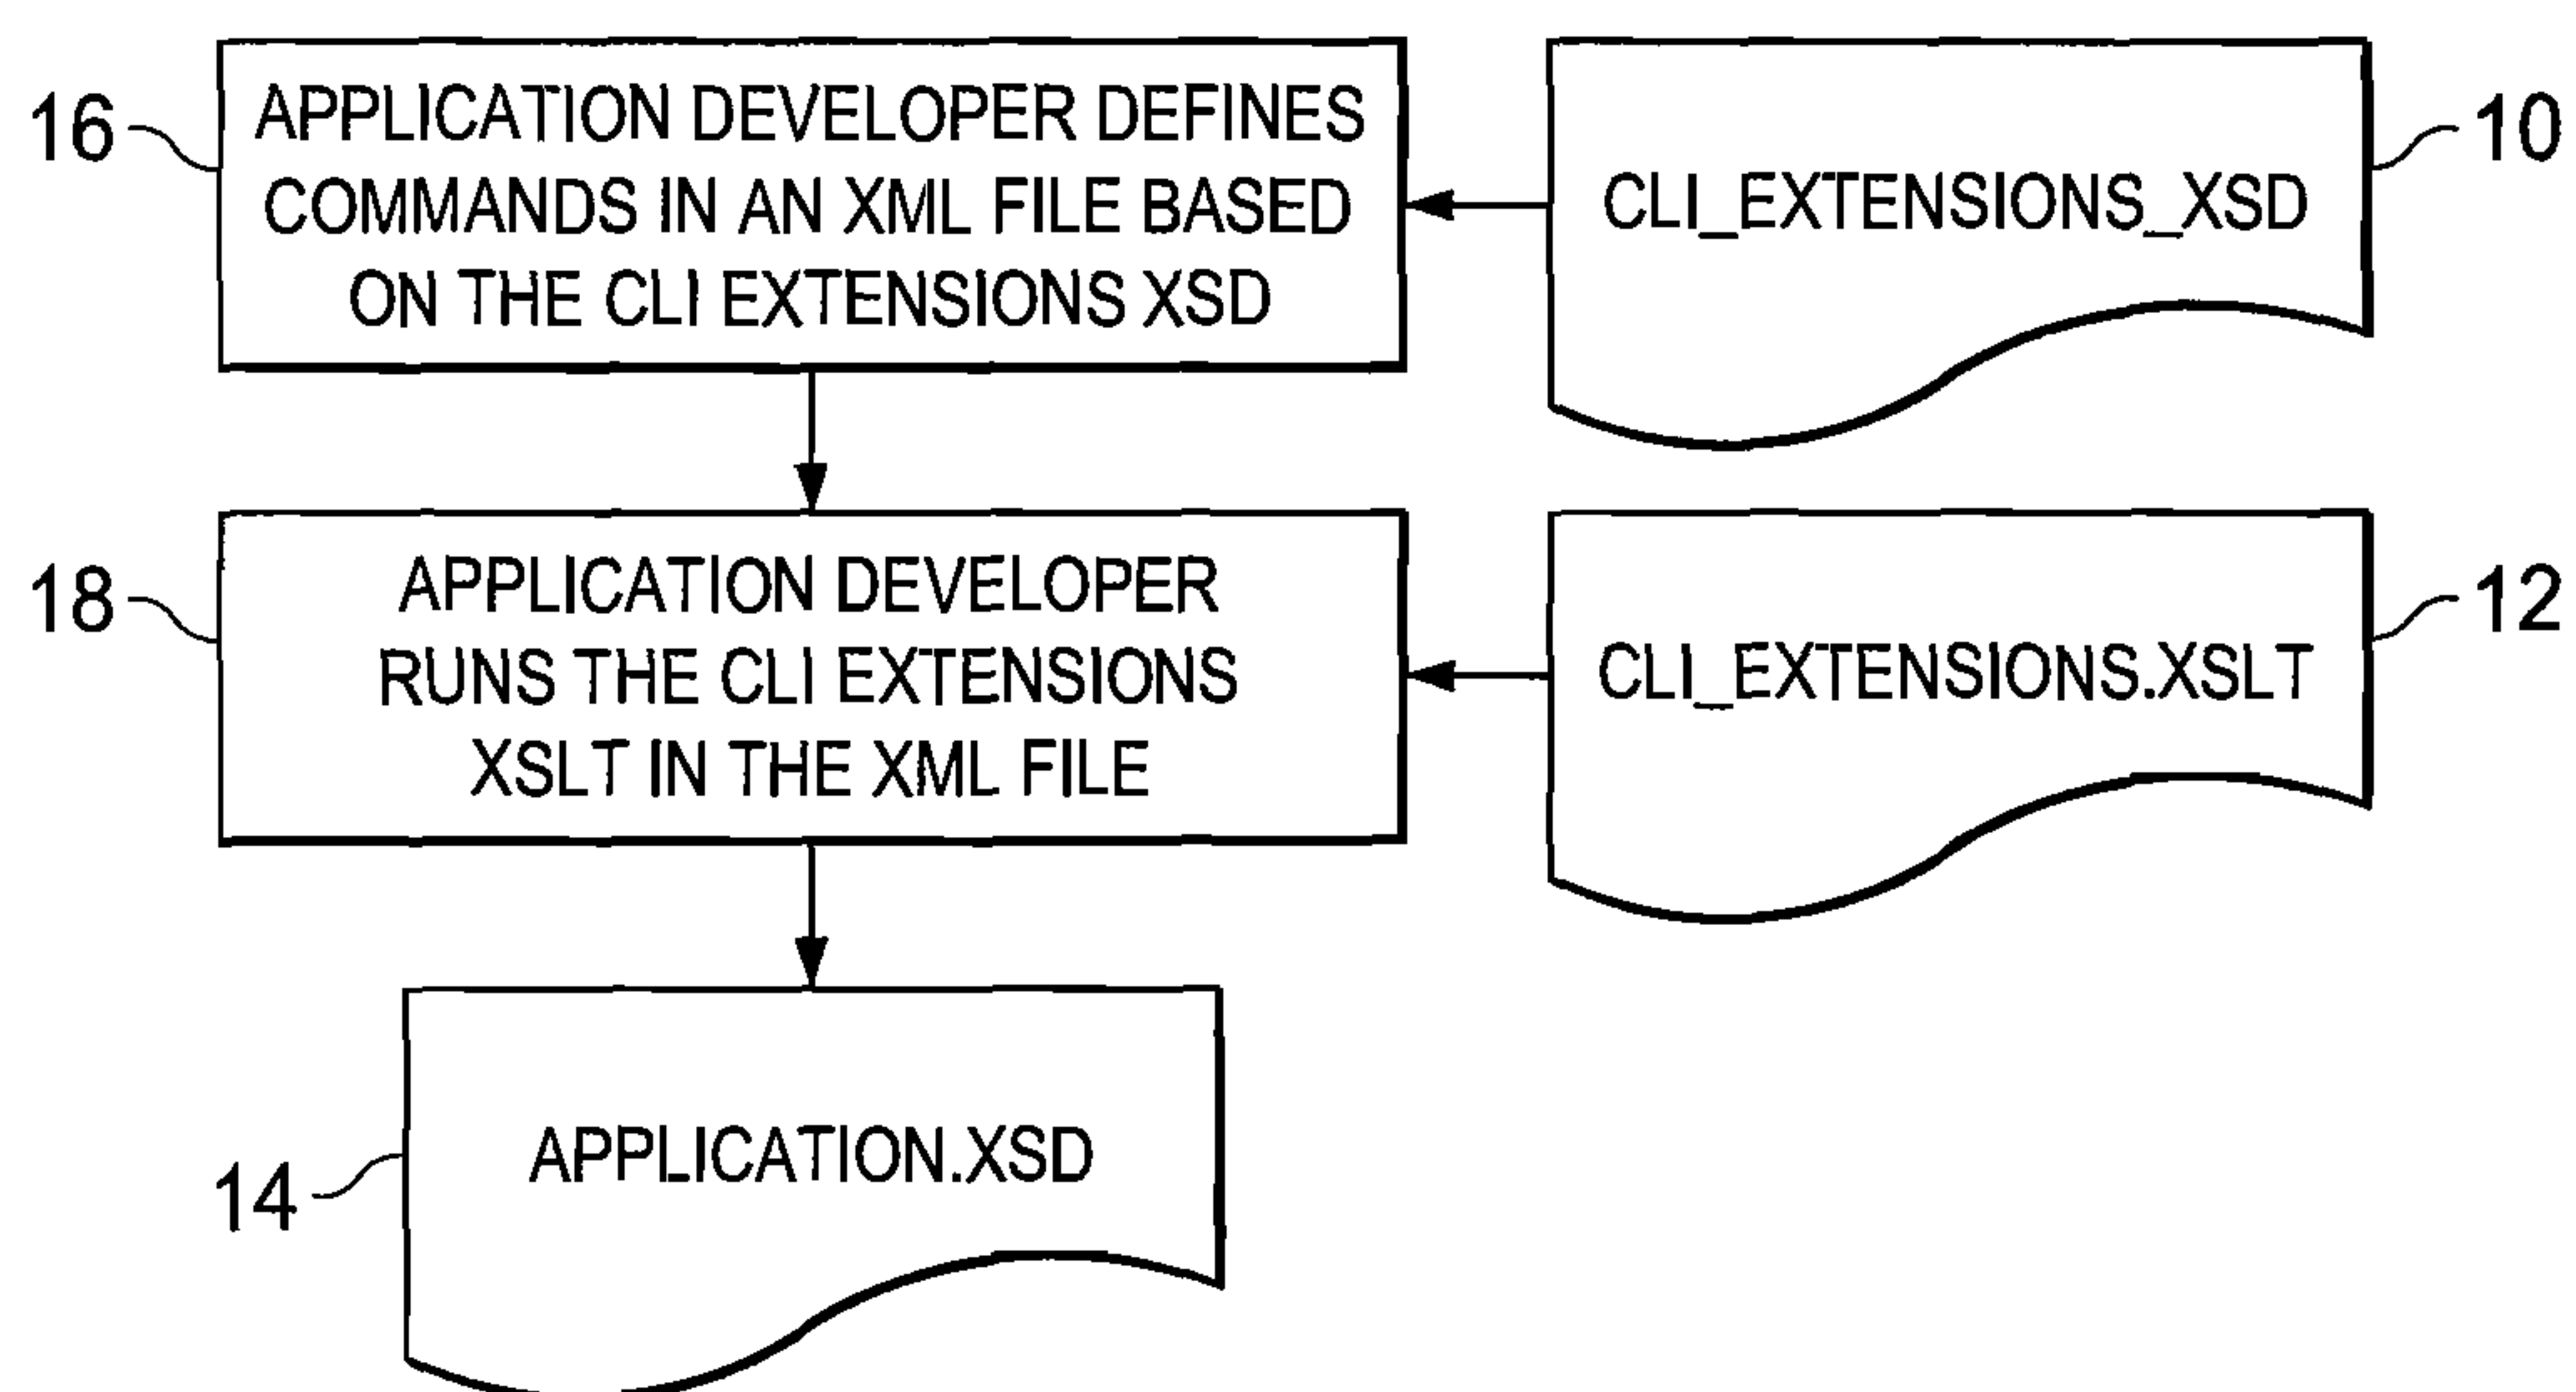 16
APPLICATION DEVELOPER DEFINES
COMMANDS IN AN XML FILE BASED
ON THE CLI EXTENSIONS XSD
CLI_EXTENSIONS_XSD
10
18
APPLICATION DEVELOPER
RUNS THE CLI EXTENSIONS
XSLT IN THE XML FILE
CLI_EXTENSIONS.XSLT
12
14
APPLICATION.XSD